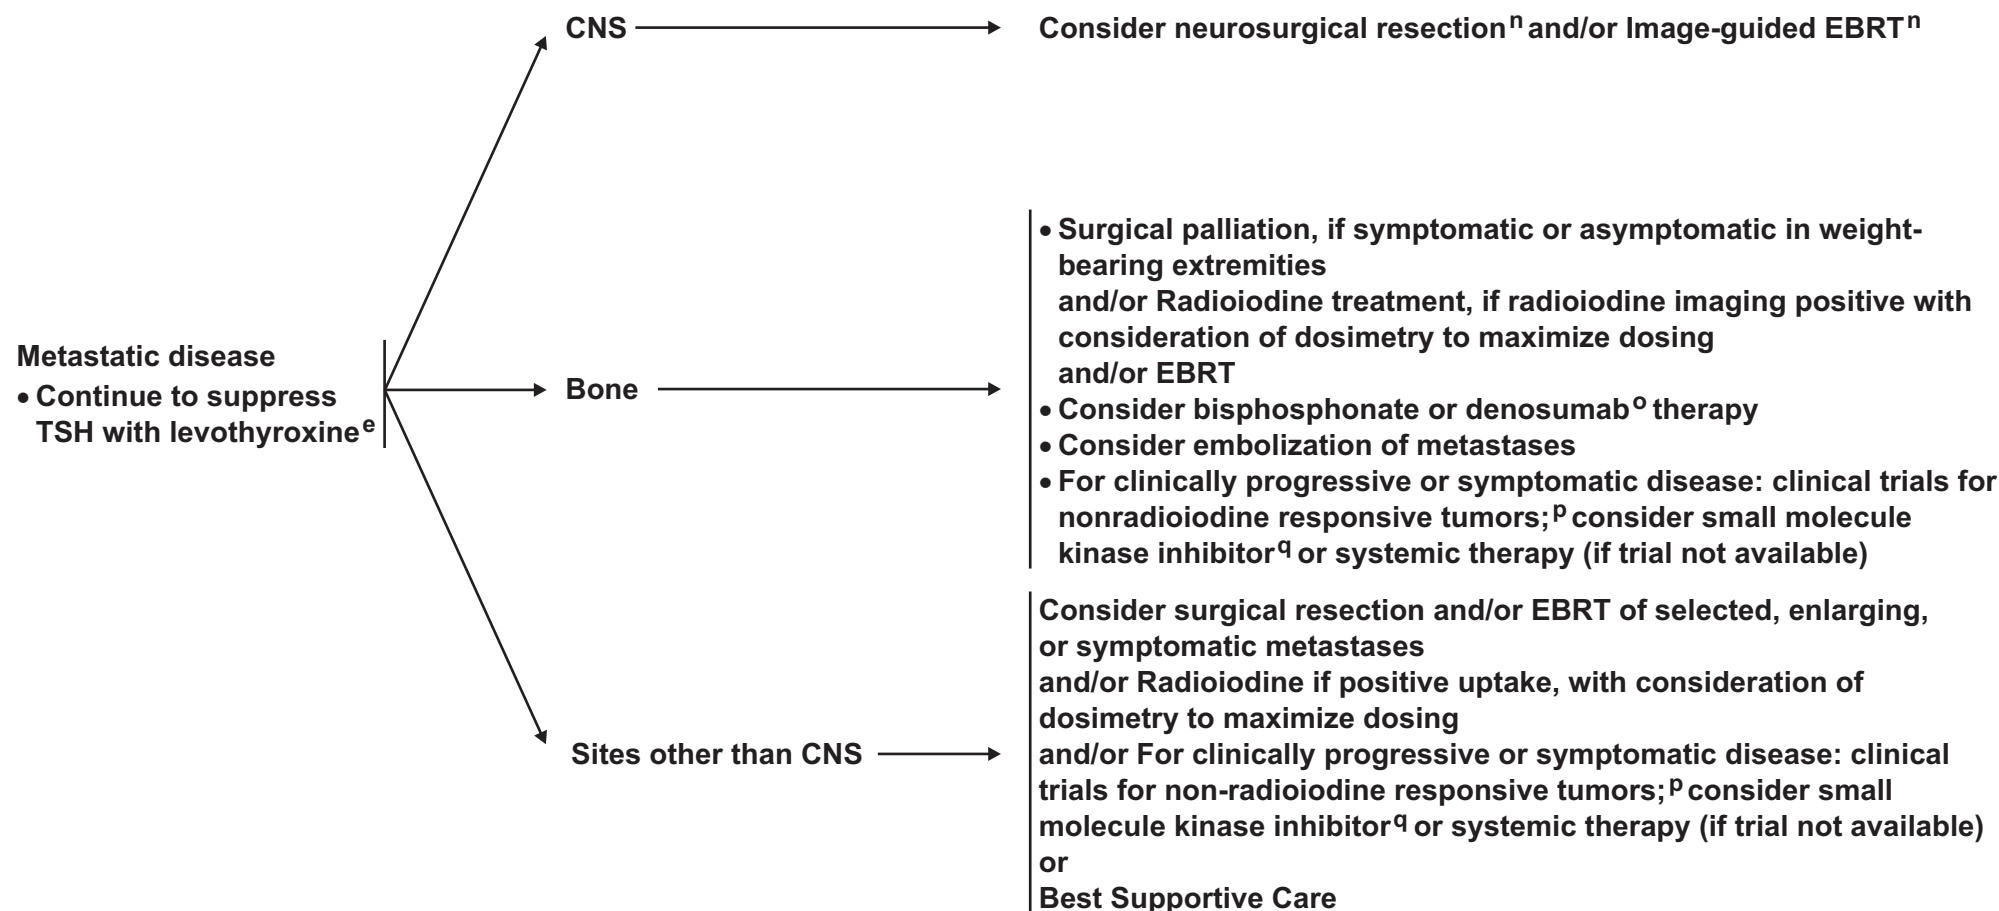 CNS
Consider neurosurgical resectionⁿ and/or Image-guided EBRTⁿ
Metastatic disease
• Continue to suppress
TSH with levothyroxineᵉ
Bone
• Surgical palliation, if symptomatic or asymptomatic in weight-
bearing extremities
and/or Radioiodine treatment, if radioiodine imaging positive with
consideration of dosimetry to maximize dosing
and/or EBRT
• Consider bisphosphonate or denosumabᵒ therapy
• Consider embolization of metastases
• For clinically progressive or symptomatic disease: clinical trials for
nonradioiodine responsive tumors;ᵖ consider small molecule
kinase inhibitor𐞥 or systemic therapy (if trial not available)
Sites other than CNS
Consider surgical resection and/or EBRT of selected, enlarging,
or symptomatic metastases
and/or Radioiodine if positive uptake, with consideration of
dosimetry to maximize dosing
and/or For clinically progressive or symptomatic disease: clinical
trials for non-radioiodine responsive tumors;ᵖ consider small
molecule kinase inhibitor𐞥 or systemic therapy (if trial not available)
or
Best Supportive Care